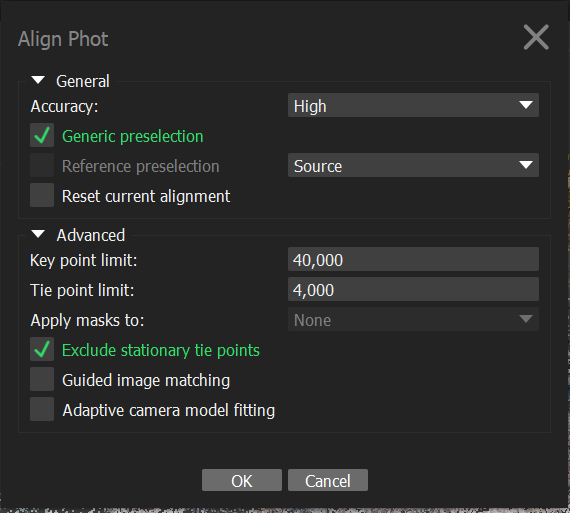 Align Phot
General
Accuracy: High
Generic preselection
Reference preselection Source
Reset current alignment
Advanced
Key point limit: 40,000
Tie point limit: 4,000
Apply masks to: None
Exclude stationary tie points
Guided image matching
Adaptive camera model fitting
OK Cancel